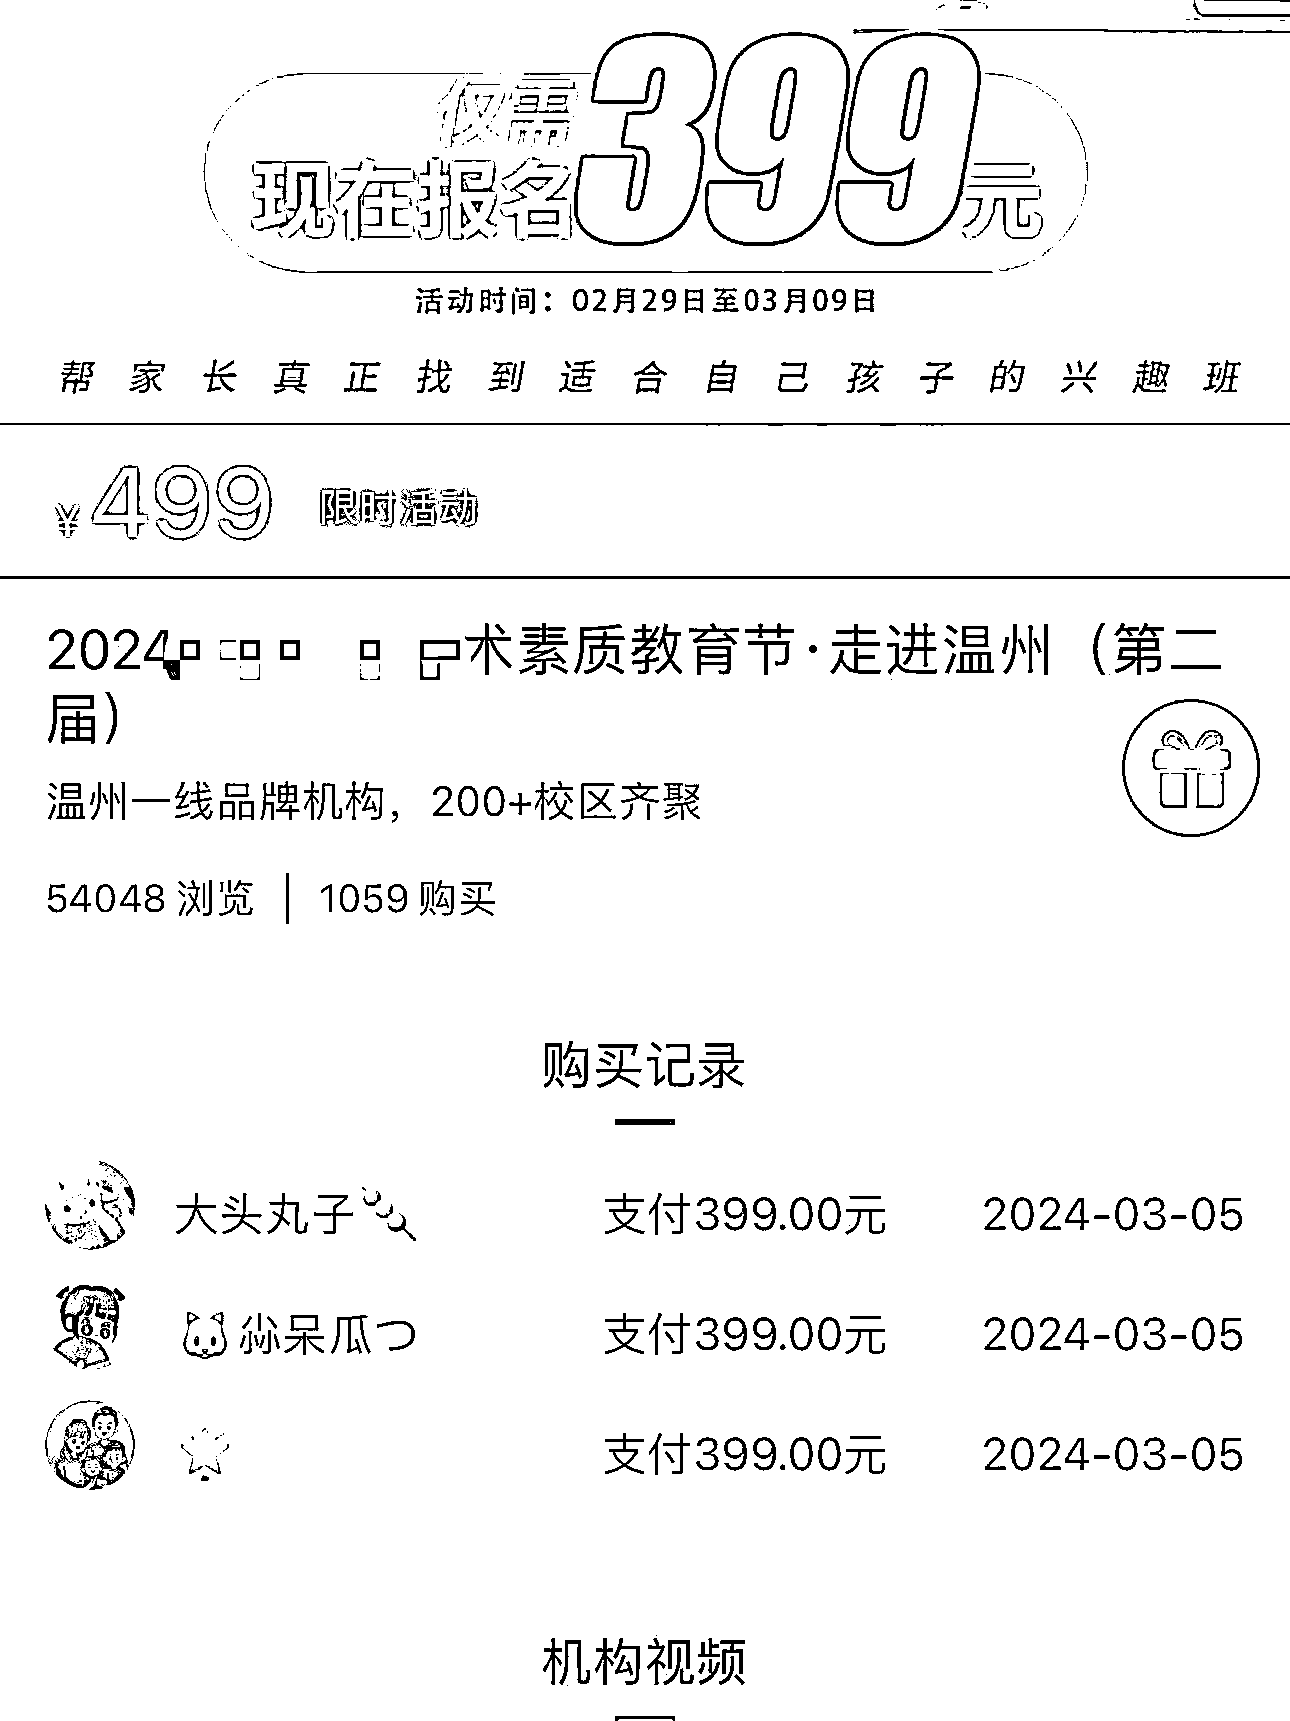 仅需
现在报名399元
活动时间：02月29日至03月09日
帮家长真正找到适合自己孩子的兴趣班
¥499 限时活动
2024 术素质教育节·走进温州（第二
届）
温州一线品牌机构，200+校区齐聚
54048 浏览 | 1059 购买
购买记录
大头丸子🍡 支付399.00元 2024-03-05
🐱尛呆瓜つ 支付399.00元 2024-03-05
⭐ 支付399.00元 2024-03-05
机构视频